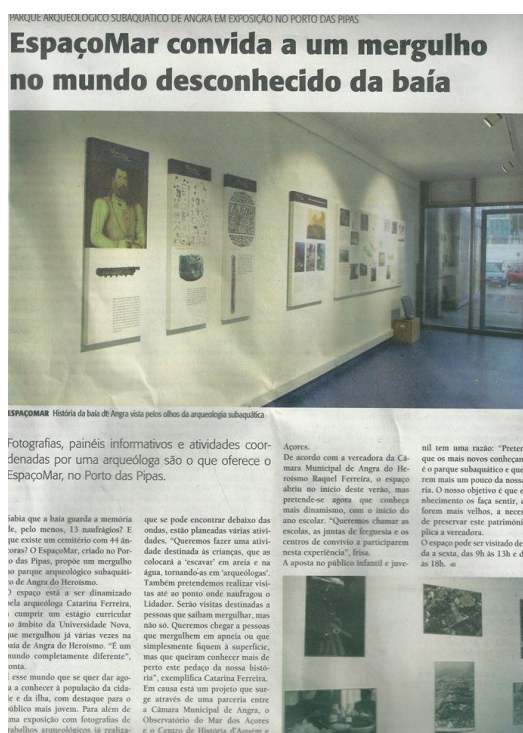 PARQUE ARQUEOLÓGICO SUBAQUÁTICO DE ANGRA EM EXPOSIÇÃO NO PORTO DAS PIPAS
EspaçoMar convida a um mergulho
no mundo desconhecido da baía
ESPAÇOMAR História da baía de Angra vista pelos olhos da arqueologia subaquática
Fotografias, painéis informativos e atividades coor-
denadas por uma arqueóloga são o que oferece o
EspaçoMar, no Porto das Pipas.
Sabia que a baía guarda a memória
de, pelo menos, 13 naufrágios? E
que existe um cemitério com 44 ân-
coras? O EspaçoMar, criado no Por-
to das Pipas, propõe um mergulho
ao parque arqueológico subaquáti-
co de Angra do Heroísmo.
O espaço está a ser dinamizado
pela arqueóloga Catarina Ferreira,
a cumprir um estágio curricular
no âmbito da Universidade Nova,
que mergulhou já várias vezes na
baía de Angra do Heroísmo. “É um
mundo completamente diferente”,
conta.
É esse mundo que se quer dar ago-
ra a conhecer à população da cida-
de e da ilha, com destaque para o
público mais jovem. Para além de
uma exposição com fotografias de
trabalhos arqueológicos já realiza-
que se pode encontrar debaixo das
ondas, estão planeadas várias ativi-
dades. “Queremos fazer uma ativi-
dade destinada às crianças, que as
colocará a ‘escavar’ em areia e na
água, tornando-as em ‘arqueólogas’.
Também pretendemos realizar visi-
tas até ao ponto onde naufragou o
Lidador. Serão visitas destinadas a
pessoas que saibam mergulhar, mas
não só. Queremos chegar a pessoas
que mergulhem em apneia ou que
simplesmente fiquem à superfície,
mas que queiram conhecer mais de
perto este pedaço da nossa histó-
ria”, exemplifica Catarina Ferreira.
Em causa está um projeto que sur-
ge através de uma parceria entre
a Câmara Municipal de Angra, o
Observatório do Mar dos Açores
e o Centro de História d'Aquém e
Açores.
De acordo com a vereadora da Câ-
mara Municipal de Angra do He-
roísmo Raquel Ferreira, o espaço
abriu no início deste verão, mas
pretende-se agora que conheça
mais dinamismo, com o início do
ano escolar. “Queremos chamar as
escolas, as juntas de freguesia e os
centros de convívio a participarem
nesta experiência”, frisa.
A aposta no público infantil e juve-
nil tem uma razão:
que os mais novos conheçam
é o parque subaquático e que
rem mais um pouco da nossa
ria. O nosso objetivo é que
nhecimento os faça sentir,
forem mais velhos, a
de preservar este
plica a vereadora.
O espaço pode ser visitado de
da a sexta, das 9h às 13h e
às 18h.